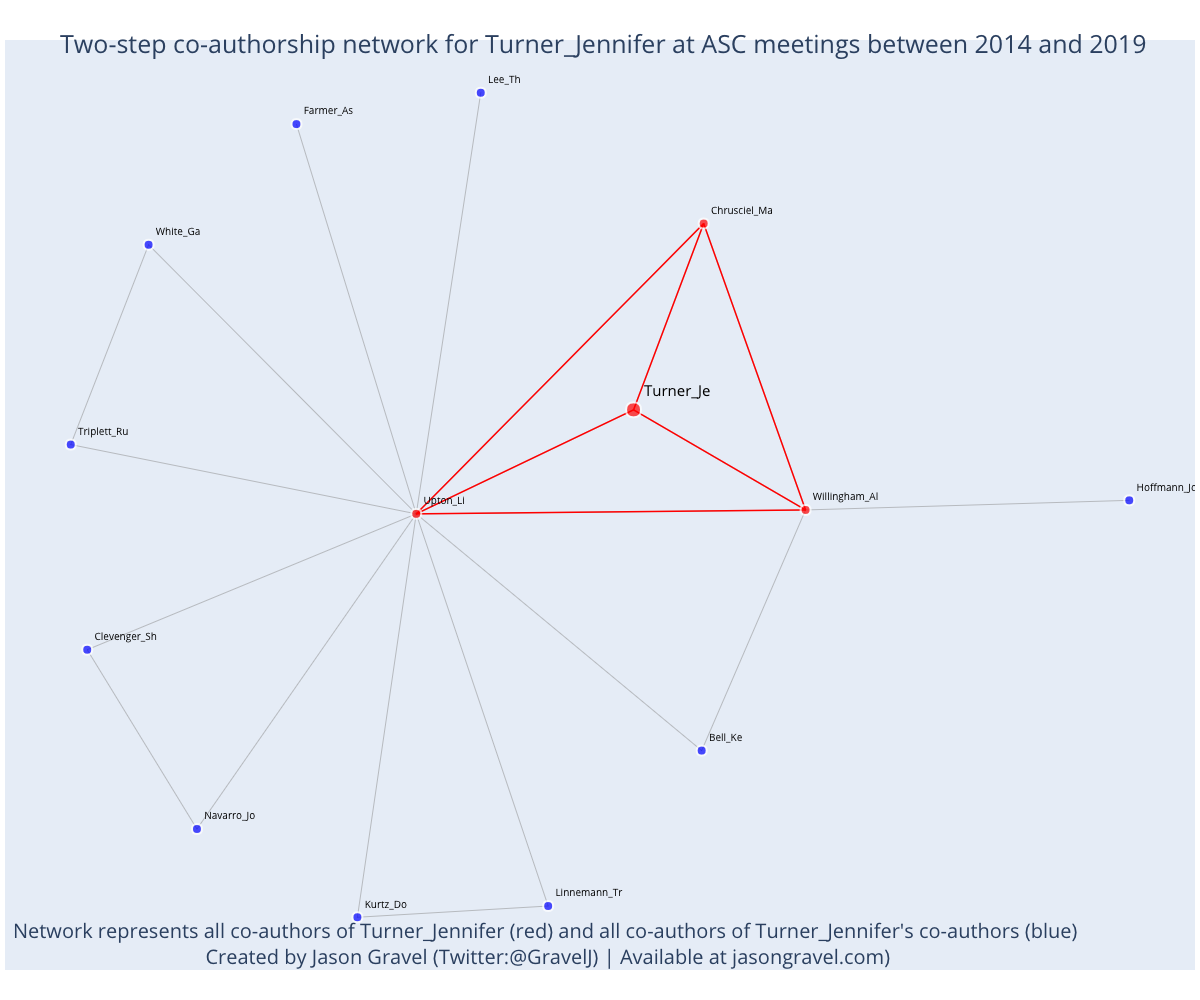 Two-step co-authorship network for Turner_Jennifer at ASC meetings between 2014 and 2019
Lee_Th
Farmer_As
Chrusciel_Ma
White_Ga
Turner_Je
Triplett_Ru
Upton_Li
Willingham_Al
Hoffmann_Jo
Clevenger_Sh
Bell_Ke
Navarro_Jo
Linnemann_Tr
Kurtz_Do
Network represents all co-authors of Turner_Jennifer (red) and all co-authors of Turner_Jennifer's co-authors (blue)
Created by Jason Gravel (Twitter:@GravelJ) | Available at jasongravel.com)